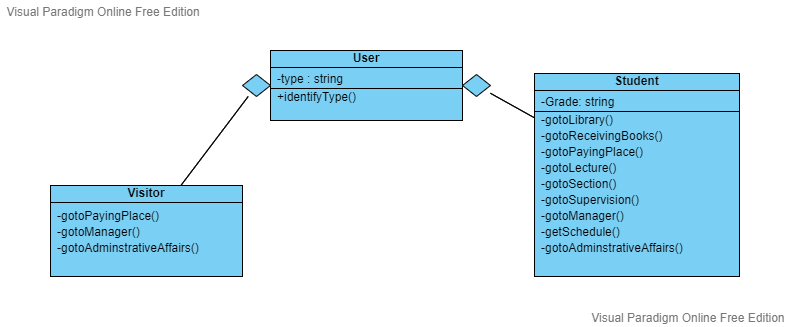 Visual Paradigm Online Free Edition
User
-type : string
+identifyType()
Student
-Grade: string
-gotoLibrary()
-gotoReceivingBooks()
-gotoPayingPlace()
-gotoLecture()
-gotoSection()
-gotoSupervision()
-gotoManager()
-getSchedule()
-gotoAdminstrativeAffairs()
Visitor
-gotoPayingPlace()
-gotoManager()
-gotoAdminstrativeAffairs()
Visual Paradigm Online Free Edition